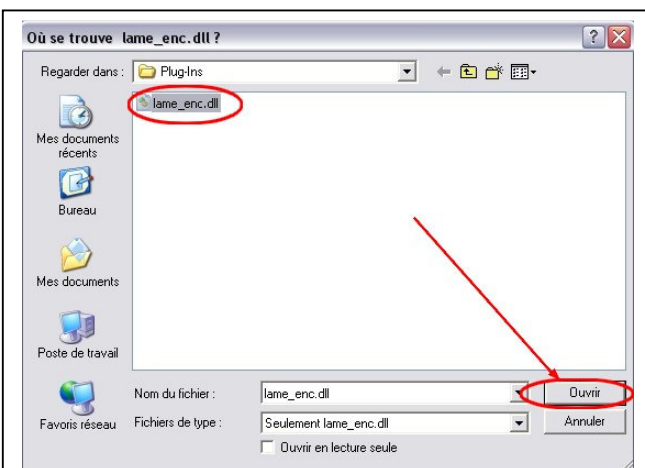 Où se trouve lame_enc.dll ?
Regarder dans : Plug-Ins
lame_enc.dll
Mes documents
récents
Bureau
Mes documents
Poste de travail
Favoris réseau
Nom du fichier : lame_enc.dll Ouvrir
Fichiers de type : Seulement lame_enc.dll Annuler
Ouvrir en lecture seule